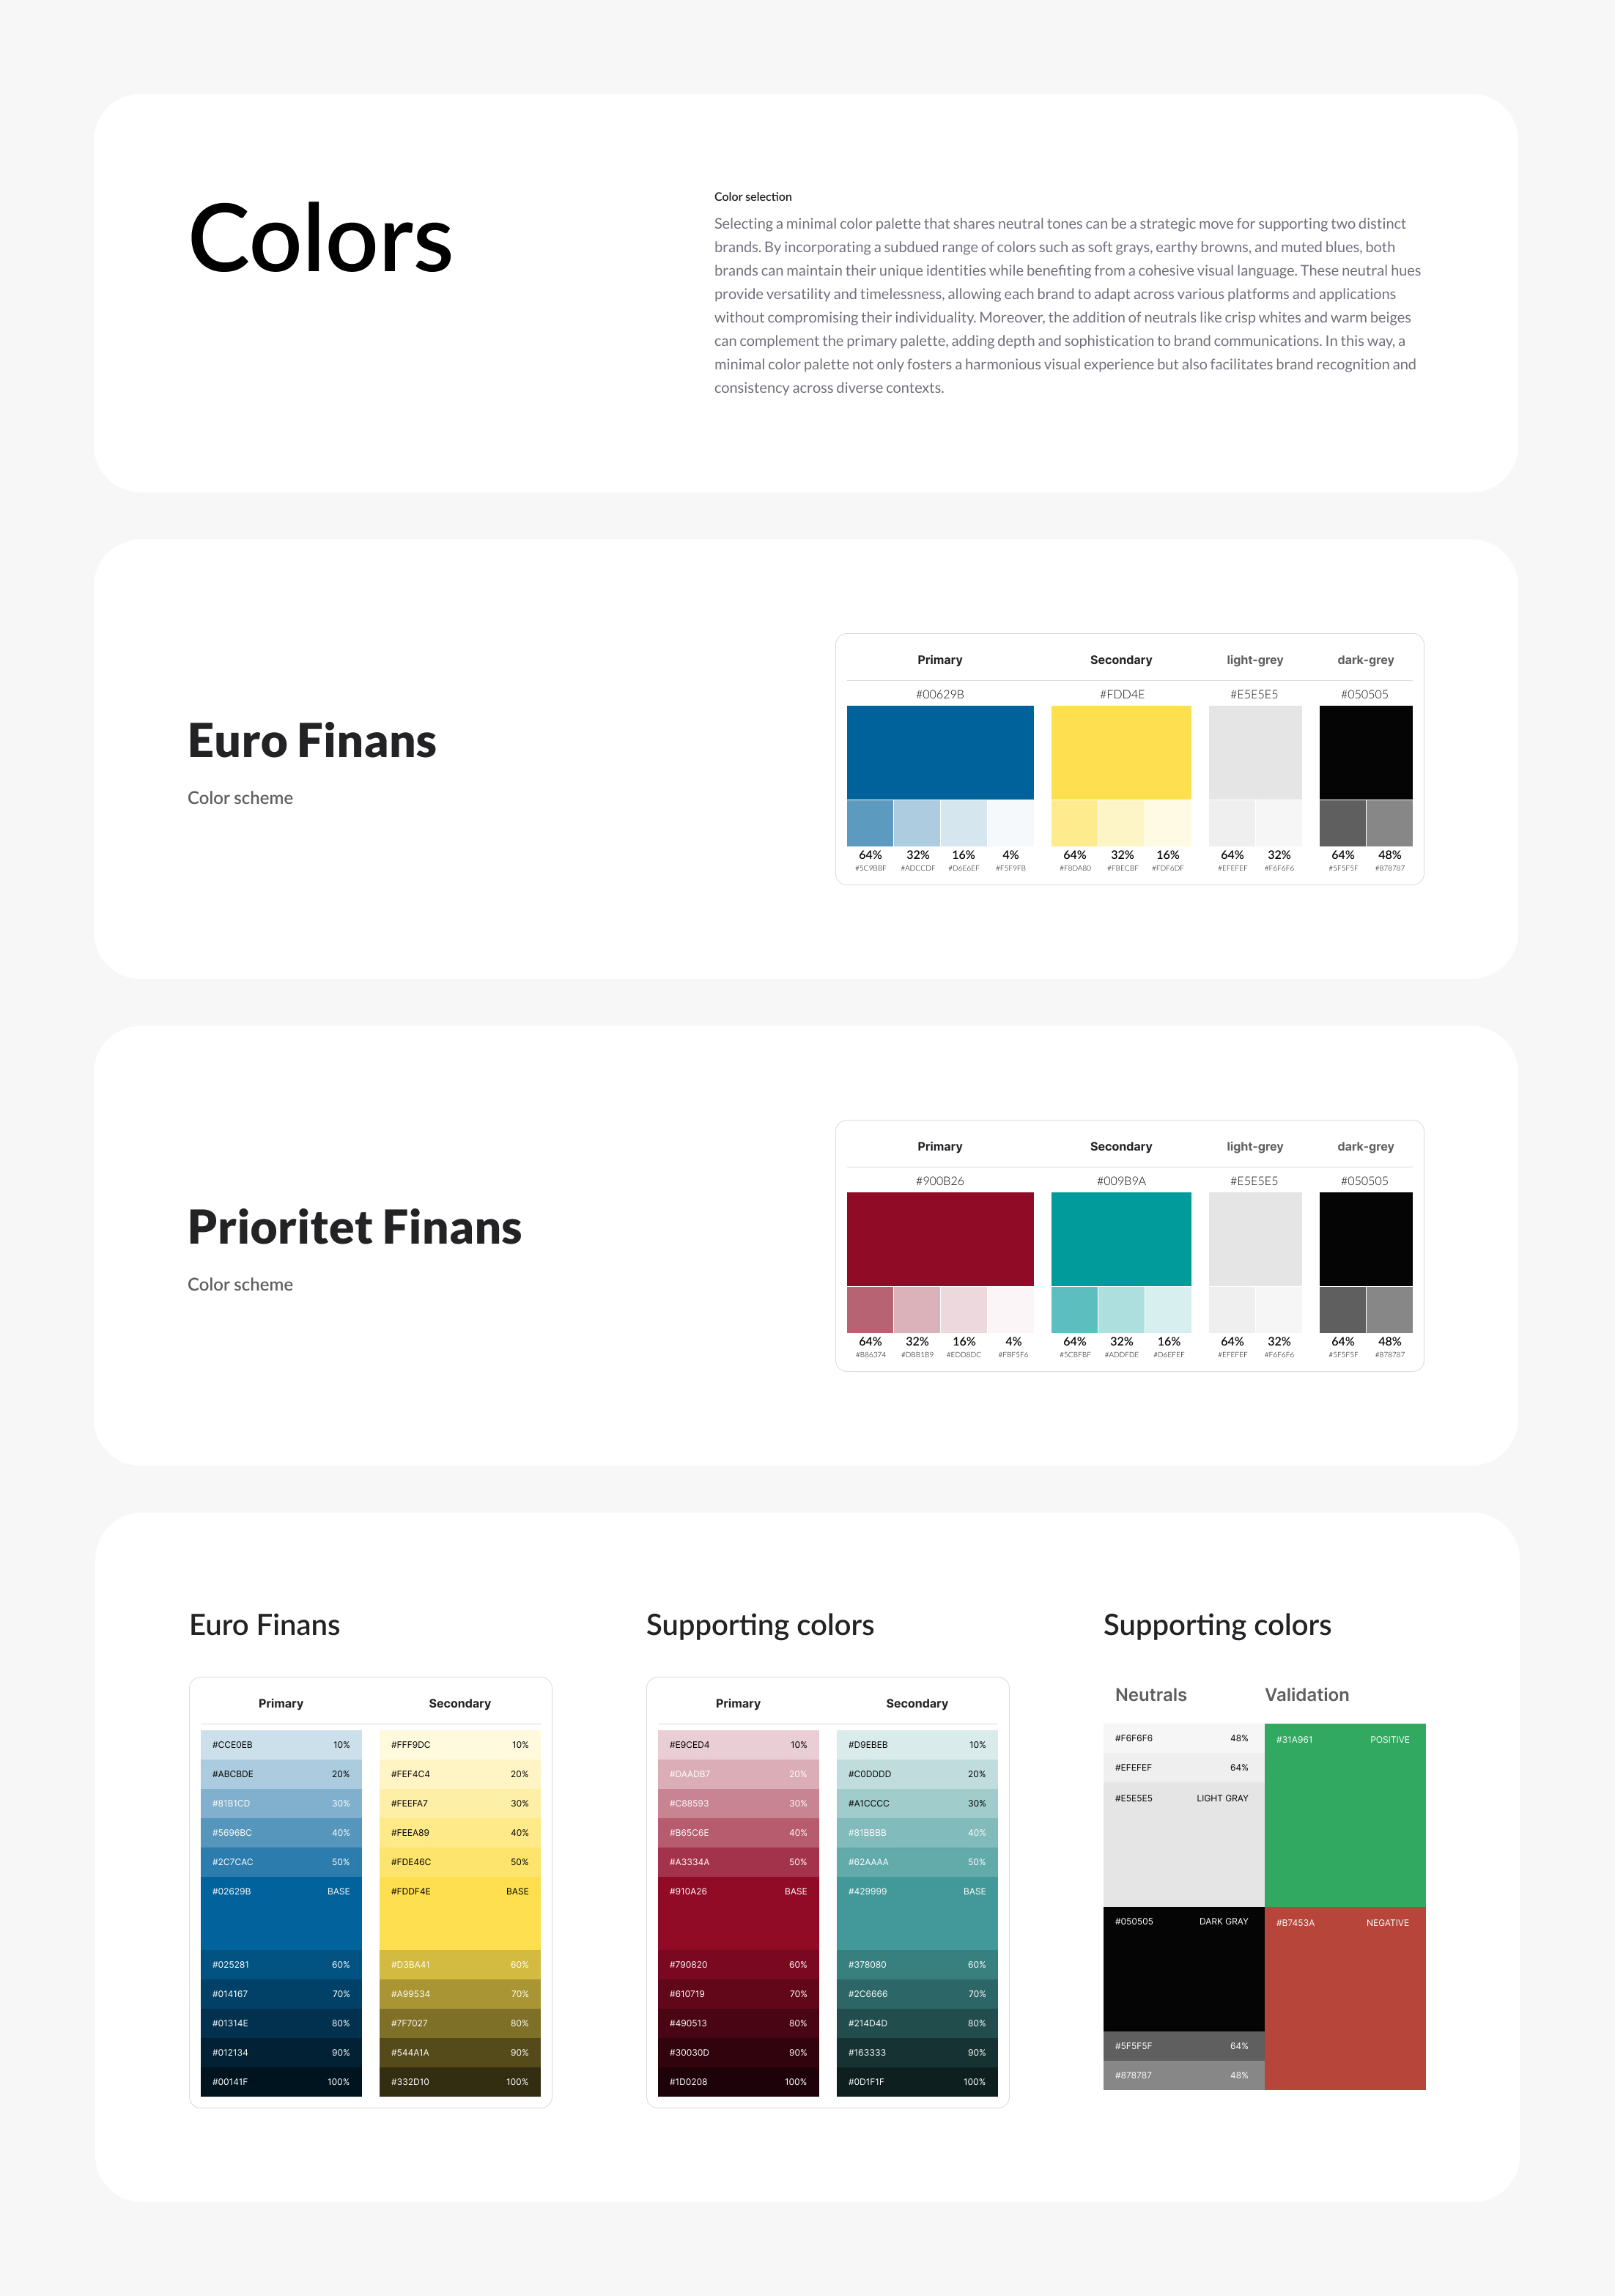 Colors
Color selection
Selecting a minimal color palette that shares neutral tones can be a strategic move for supporting two distinct
brands. By incorporating a subdued range of colors such as soft grays, earthy browns, and muted blues, both
brands can maintain their unique identities while benefiting from a cohesive visual language. These neutral hues
provide versatility and timelessness, allowing each brand to adapt across various platforms and applications
without compromising their individuality. Moreover, the addition of neutrals like crisp whites and warm beiges
can complement the primary palette, adding depth and sophistication to brand communications. In this way, a
minimal color palette not only fosters a harmonious visual experience but also facilitates brand recognition and
consistency across diverse contexts.
Euro Finans
Color scheme
Primary Secondary light-grey dark-grey
#00629B #FDD4E #E5E5E5 #050505
64% 32% 16% 4% 64% 32% 16% 64% 32% 64% 48%
#5C9BBF #ADCCDF #D6E6EF #F5F9FB #F8DA80 #FBECBF #FDF6DF #EFEFEF #F6F6F6 #5F5F5F #878787
Prioritet Finans
Color scheme
Primary Secondary light-grey dark-grey
#900B26 #009B9A #E5E5E5 #050505
64% 32% 16% 4% 64% 32% 16% 64% 32% 64% 48%
#B86374 #DBB1B9 #EDD8DC #FBF5F6 #5CBFBF #ADDFDE #D6EFEF #EFEFEF #F6F6F6 #5F5F5F #878787
Euro Finans
Primary Secondary
#CCE0EB 10% #FFF9DC 10%
#ABCBDE 20% #FEF4C4 20%
#81B1CD 30% #FEEFA7 30%
#5696BC 40% #FEEA89 40%
#2C7CAC 50% #FDE46C 50%
#02629B BASE #FDDF4E BASE
#025281 60% #D3BA41 60%
#014167 70% #A99534 70%
#01314E 80% #7F7027 80%
#012134 90% #544A1A 90%
#00141F 100% #332D10 100%
Supporting colors
Primary Secondary
#E9CED4 10% #D9EBEB 10%
#DAADB7 20% #C0DDDD 20%
#C88593 30% #A1CCCC 30%
#B65C6E 40% #81BBBB 40%
#A3334A 50% #62AAAA 50%
#910A26 BASE #429999 BASE
#790820 60% #378080 60%
#610719 70% #2C6666 70%
#490513 80% #214D4D 80%
#30030D 90% #163333 90%
#1D0208 100% #0D1F1F 100%
Supporting colors
Neutrals Validation
#F6F6F6 48% #31A961 POSITIVE
#EFEFEF 64%
#E5E5E5 LIGHT GRAY
#050505 DARK GRAY #B7453A NEGATIVE
#5F5F5F 64%
#878787 48%